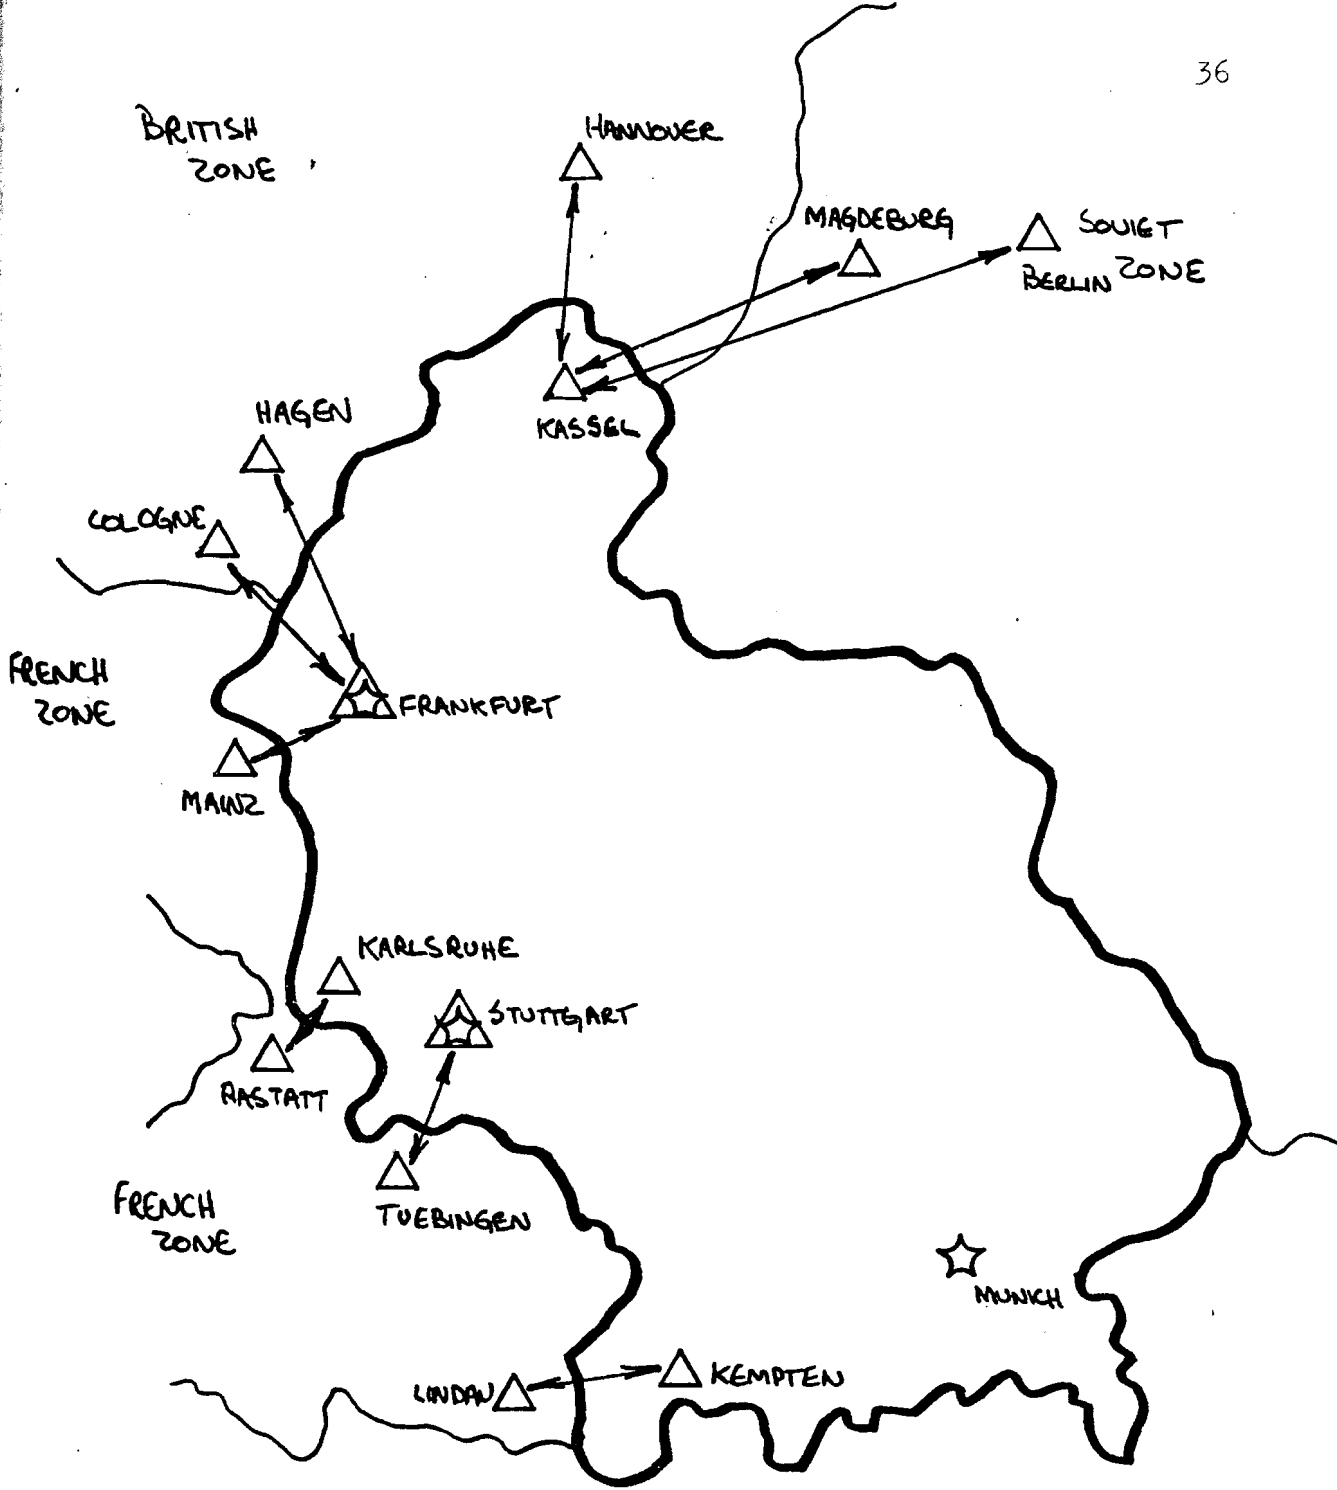 36
BRITISH
ZONE
HANNOVER
MAGDEBURG
SOVIET
ZONE
BERLIN
KASSEL
HAGEN
COLOGNE
FRENCH
ZONE
FRANKFURT
MAINZ
KARLSRUHE
STUTTGART
RASTATT
FRENCH
ZONE
TUEBINGEN
MUNICH
LINDAN
KEMPTEN